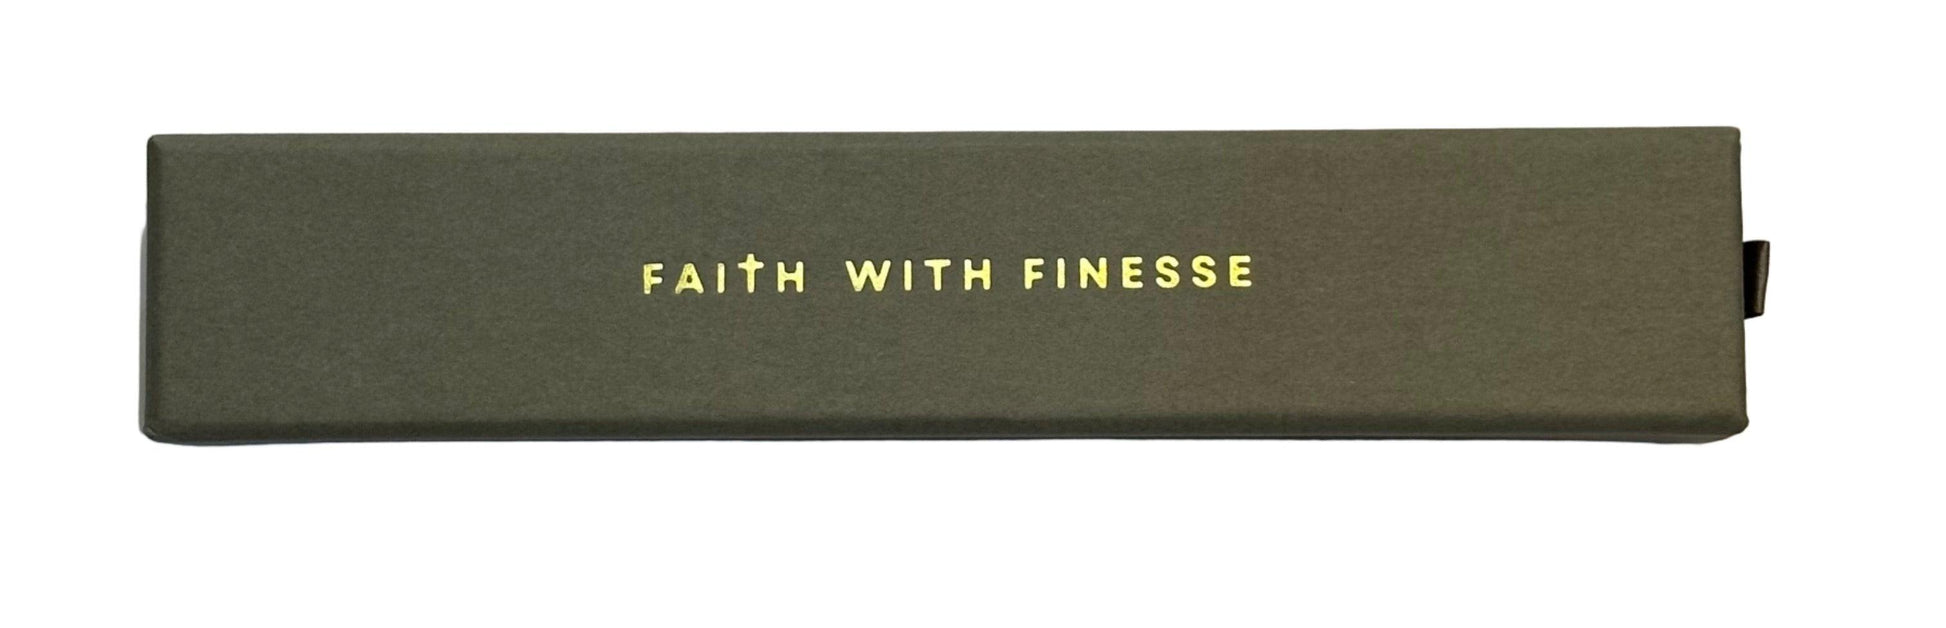 FAITH WITH FINESSE